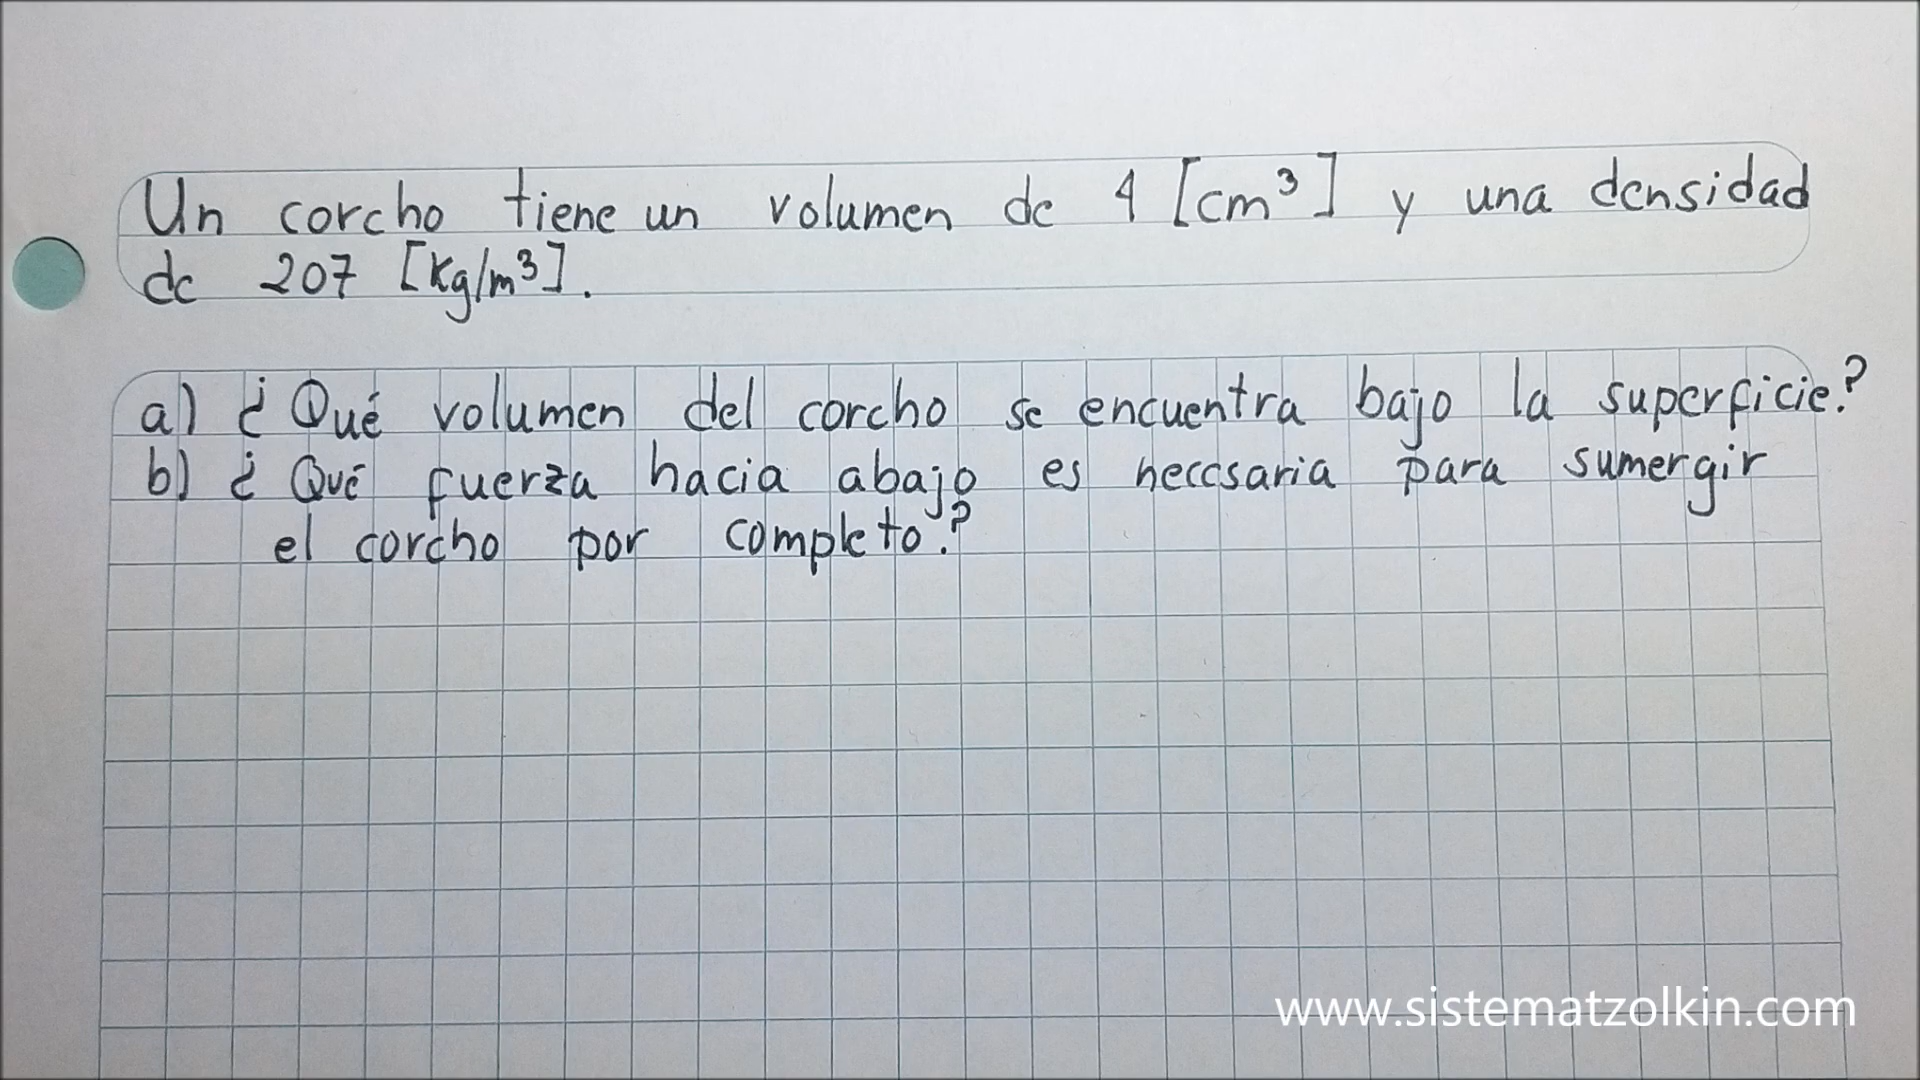 Un corcho tiene un volumen de 4 [cm³] y una densidad
de 207 [Kg/m³].
a) ¿Qué volumen del corcho se encuentra bajo la superficie?
b) ¿Qué fuerza hacia abajo es necesaria para sumergir
el corcho por completo?
www.sistematzolkin.com